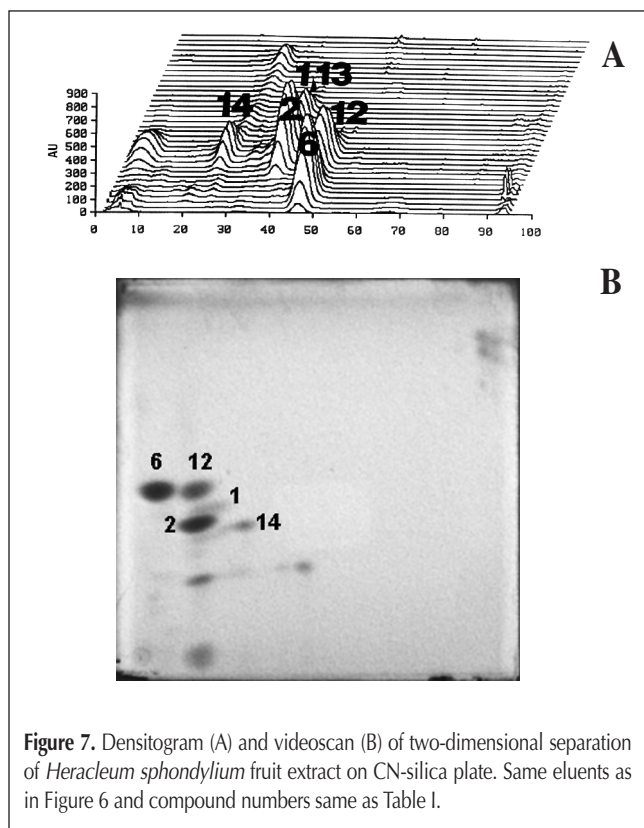 A
900
800
700
600
500
400
300
200
100
0
AU
14
2
1
13
12
6
0 10 20 30 40 50 60 70 80 90 100
B
6 12
1
2 14
Figure 7. Densitogram (A) and videoscan (B) of two-dimensional separation
of Heracleum sphondylium fruit extract on CN-silica plate. Same eluents as
in Figure 6 and compound numbers same as Table I.